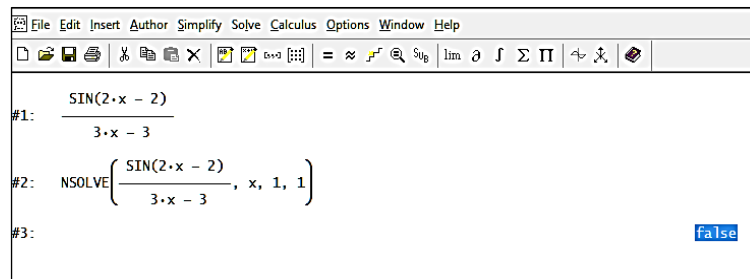 File Edit Insert Author Simplify Solve Calculus Options Window Help
= ≈ SUB lim ∂ ∫ Σ Π
#1: SIN(2·x - 2)
3·x - 3
#2: NSOLVE( SIN(2·x - 2)
3·x - 3 , x, 1, 1)
#3: false